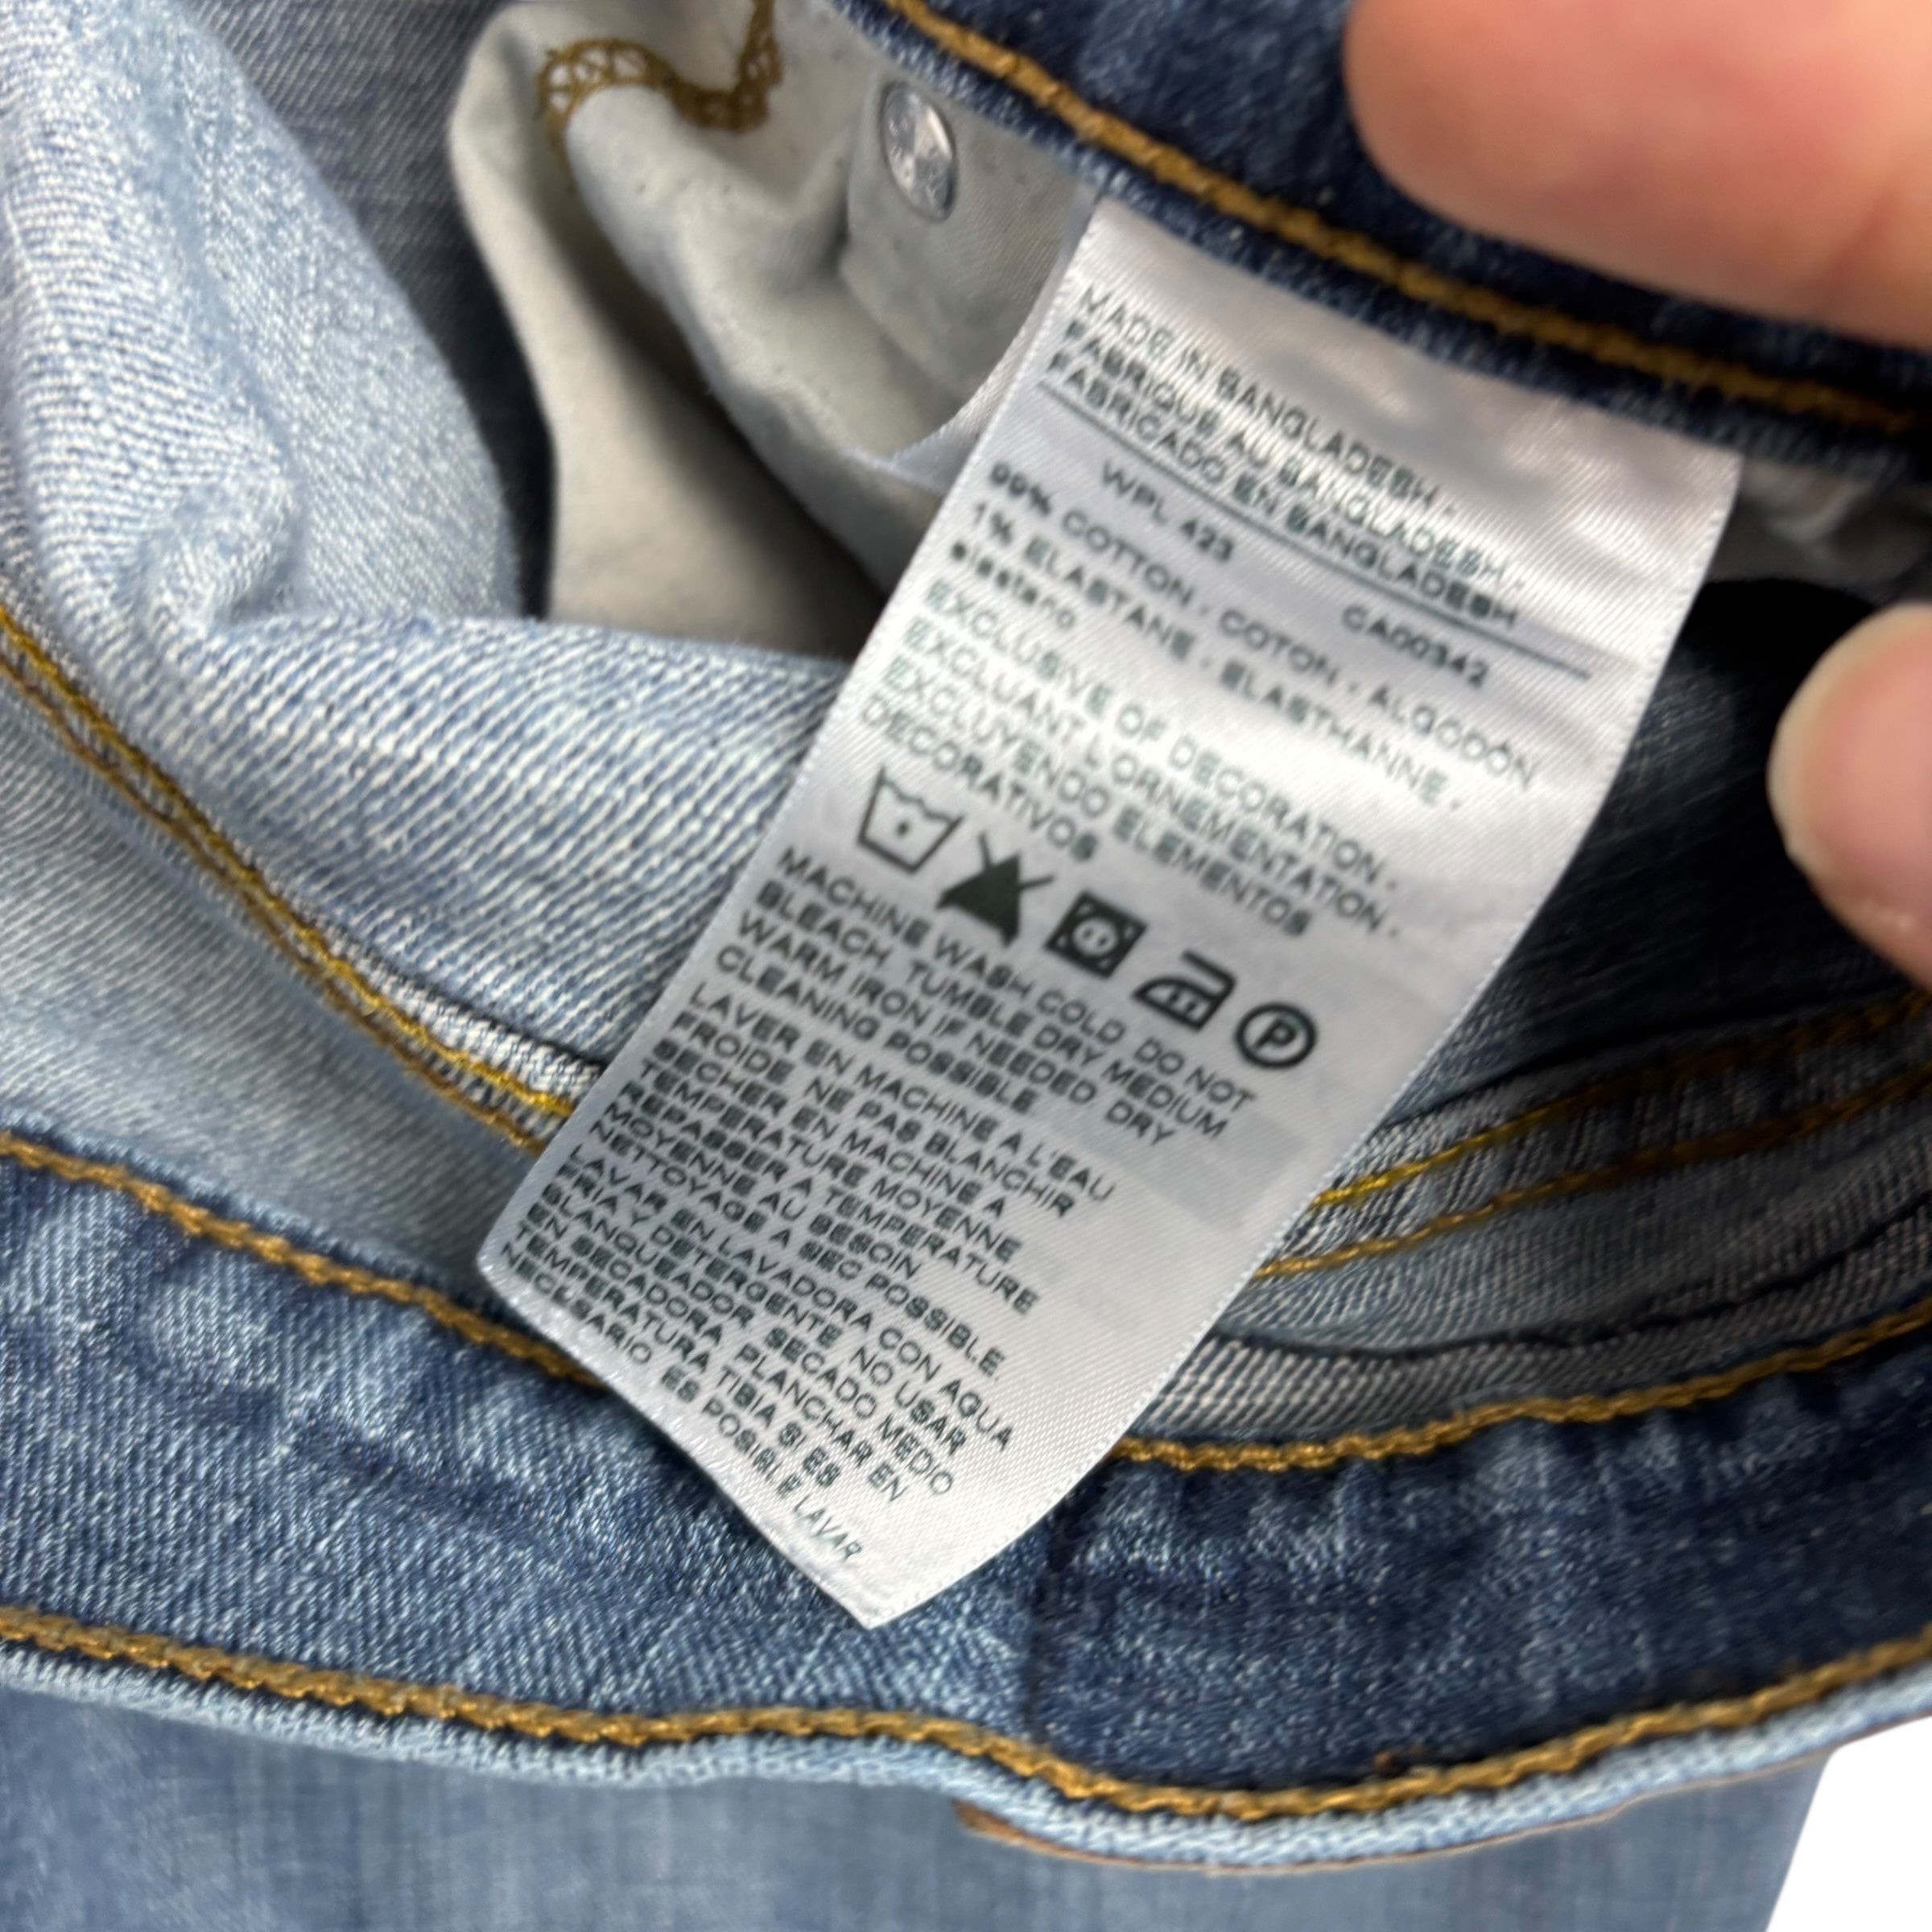 MADE IN BANGLADESH .
FABRIQUE AU BANGLADESH .
FABRICADO EN BANGLADESH
WPL 423 CA00342
99% COTTON . COTON . ALGODÓN
1% ELASTANE . ELASTHANNE .
elastano
EXCLUSIVE OF DECORATION .
EXCLUANT L'ORNEMENTATION .
EXCLUYENDO ELEMENTOS
DECORATIVOS
P
MACHINE WASH COLD DO NOT
BLEACH TUMBLE DRY MEDIUM
WARM IRON IF NEEDED DRY
CLEANING POSSIBLE
LAVER EN MACHINE A L'EAU
FROIDE NE PAS BLANCHIR
SECHER EN MACHINE A
TEMPERATURE MOYENNE
REPASSER A TEMPERATURE
MOYENNE AU BESOIN
NETTOYAGE A SEC POSSIBLE.
LAVAR EN LAVADORA CON AGUA
FRIA Y DETERGENTE NO USAR
BLANQUEADOR SECADO MEDIO
EN SECADORA PLANCHAR EN
TEMPERATURA TIBIA SI ES
NECESARIO ES POSIBLE LAVAR